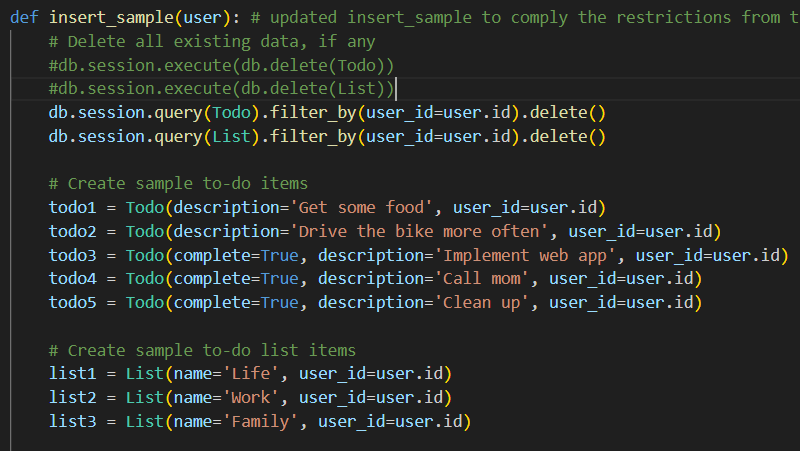 def insert_sample(user): # updated insert_sample to comply the restrictions from t
# Delete all existing data, if any
#db.session.execute(db.delete(Todo))
#db.session.execute(db.delete(List))
db.session.query(Todo).filter_by(user_id=user.id).delete()
db.session.query(List).filter_by(user_id=user.id).delete()
# Create sample to-do items
todo1 = Todo(description='Get some food', user_id=user.id)
todo2 = Todo(description='Drive the bike more often', user_id=user.id)
todo3 = Todo(complete=True, description='Implement web app', user_id=user.id)
todo4 = Todo(complete=True, description='Call mom', user_id=user.id)
todo5 = Todo(complete=True, description='Clean up', user_id=user.id)
# Create sample to-do list items
list1 = List(name='Life', user_id=user.id)
list2 = List(name='Work', user_id=user.id)
list3 = List(name='Family', user_id=user.id)